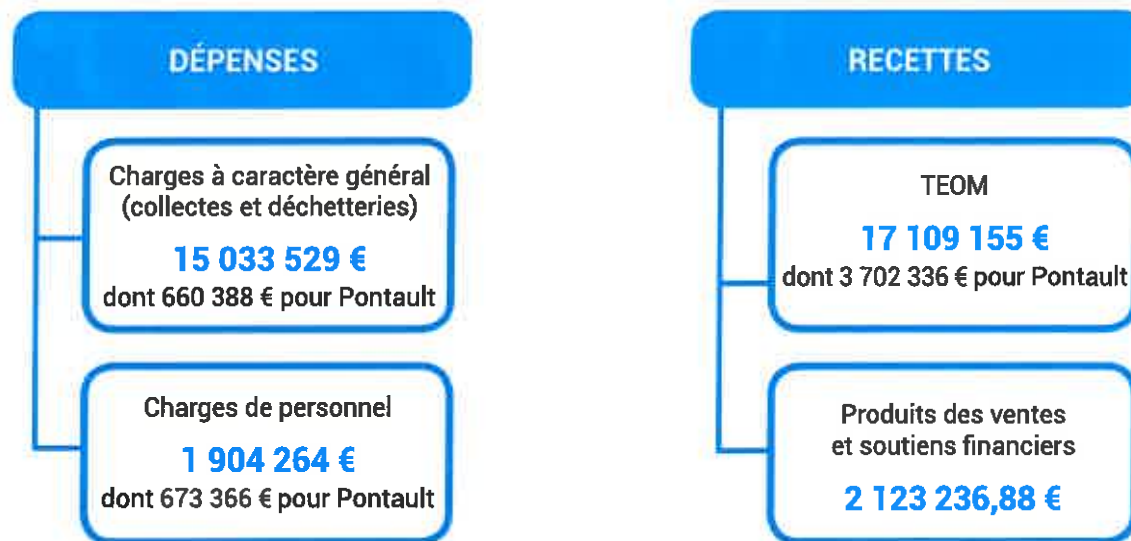 DÉPENSES
Charges à caractère général
(collectes et déchetteries)
15 033 529 €
dont 660 388 € pour Pontault
Charges de personnel
1 904 264 €
dont 673 366 € pour Pontault
RECETTES
TEOM
17 109 155 €
dont 3 702 336 € pour Pontault
Produits des ventes
et soutiens financiers
2 123 236,88 €